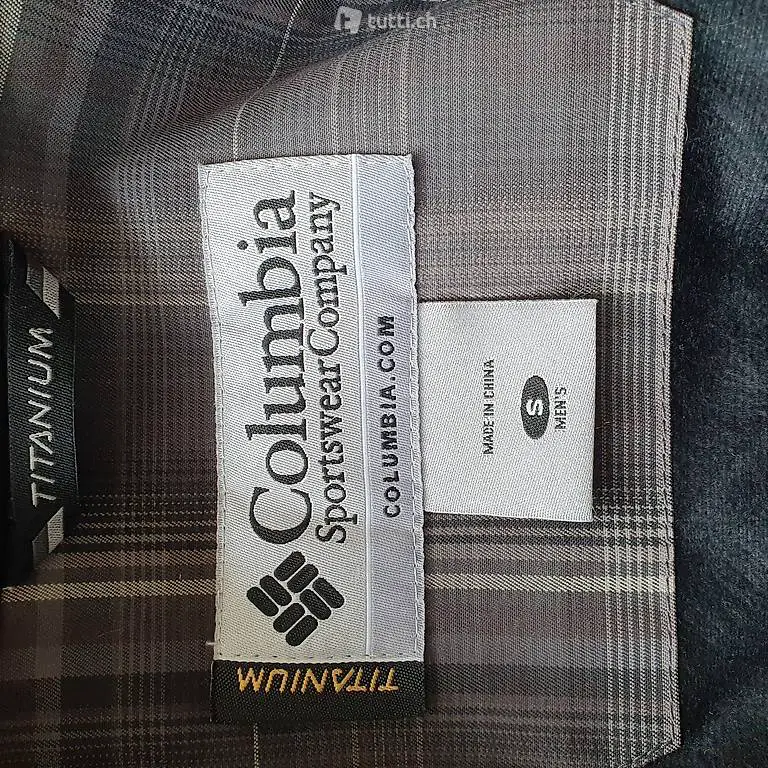 tutti.ch
Columbia
Sportswear Company
COLUMBIA.COM
TITANIUM
MADE IN CHINA
S
MEN'S
TITANIUM